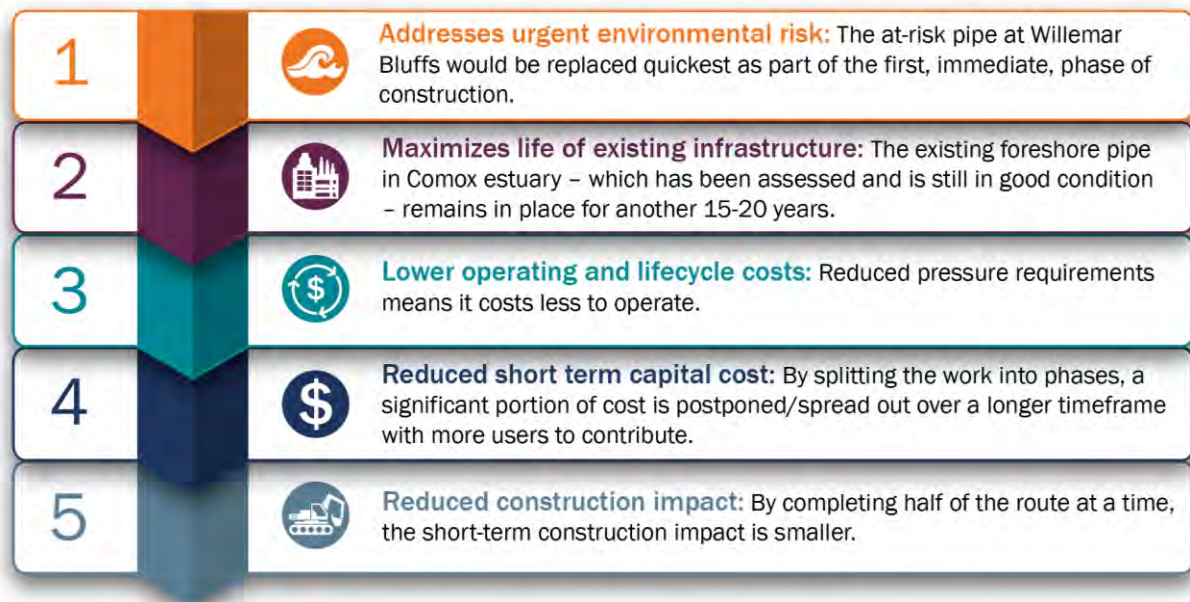 1
Addresses urgent environmental risk: The at-risk pipe at Willemar
Bluffs would be replaced quickest as part of the first, immediate, phase of
construction.
2
Maximizes life of existing infrastructure: The existing foreshore pipe
in Comox estuary – which has been assessed and is still in good condition
– remains in place for another 15-20 years.
3
$
Lower operating and lifecycle costs: Reduced pressure requirements
means it costs less to operate.
4
$
Reduced short term capital cost: By splitting the work into phases, a
significant portion of cost is postponed/spread out over a longer timeframe
with more users to contribute.
5
Reduced construction impact: By completing half of the route at a time,
the short-term construction impact is smaller.